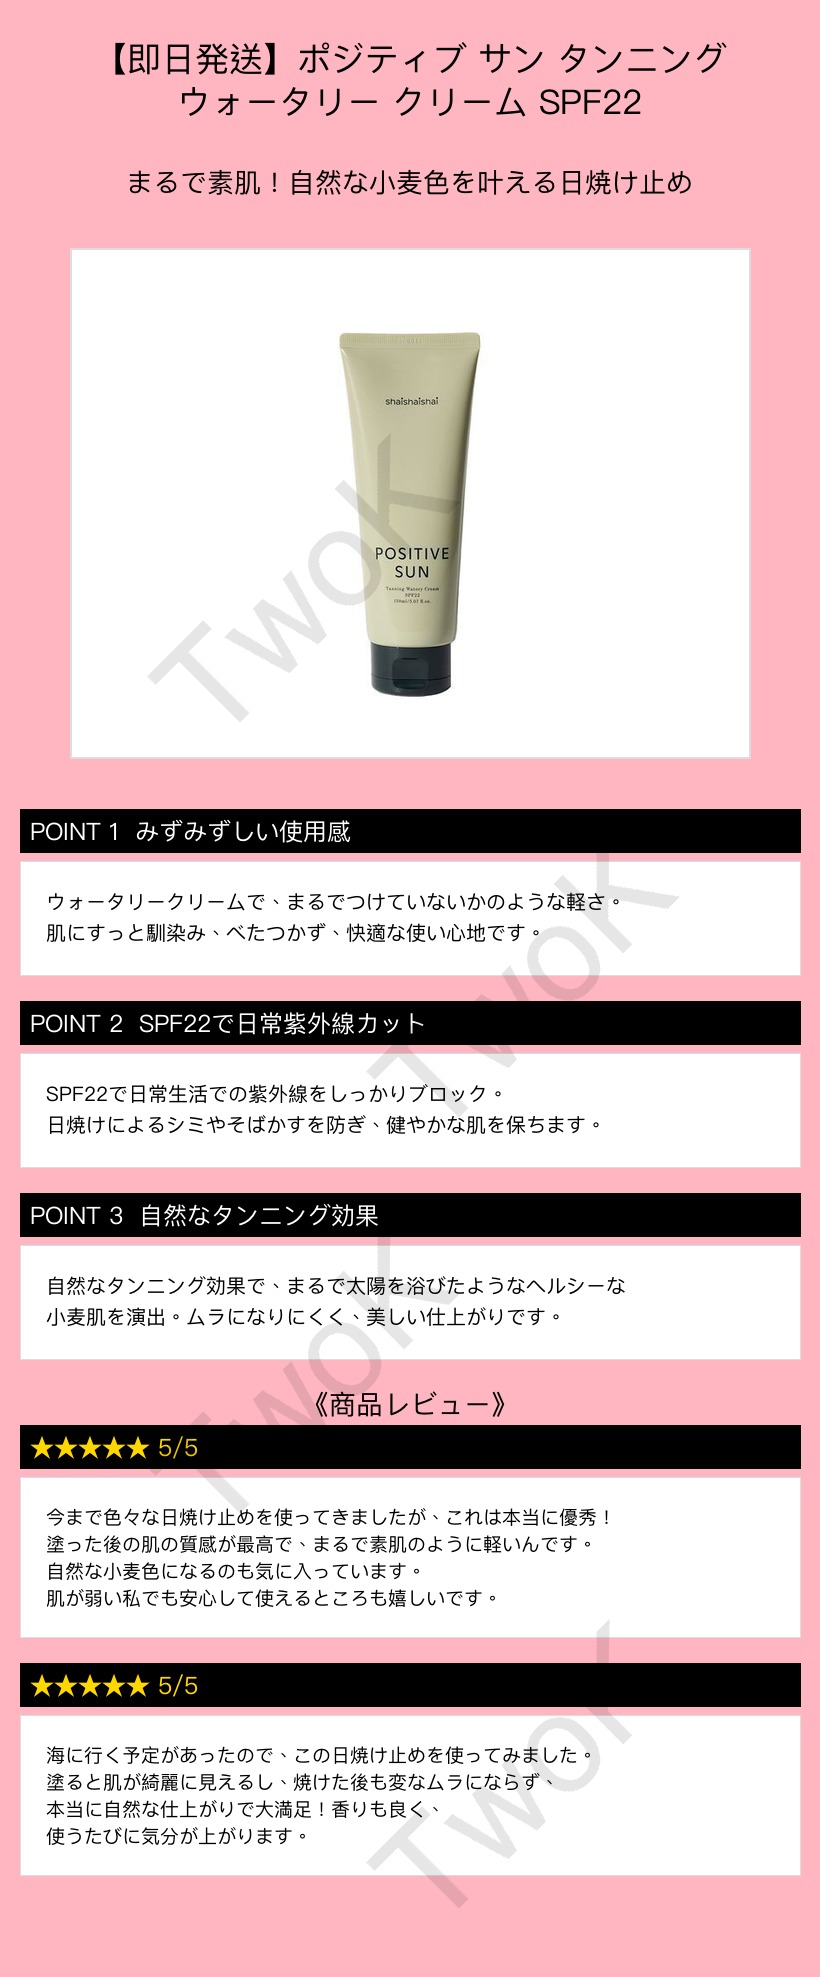 【即日発送】ポジティブ サン タンニング
ウォータリー クリーム SPF22
まるで素肌！自然な小麦色を叶える日焼け止め
shaishaishai
POSITIVE
SUN
Tanning Watery Cream
SPF22
150ml/5.07 fl.oz.
TwoK
POINT 1 みずみずしい使用感
ウォータリークリームで、まるでつけていないかのような軽さ。
肌にすっと馴染み、べたつかず、快適な使い心地です。
TwoK
POINT 2 SPF22で日常紫外線カット
SPF22で日常生活での紫外線をしっかりブロック。
日焼けによるシミやそばかすを防ぎ、健やかな肌を保ちます。
POINT 3 自然なタンニング効果
自然なタンニング効果で、まるで太陽を浴びたようなヘルシーな
小麦肌を演出。ムラになりにくく、美しい仕上がりです。
TwoK
《商品レビュー》
★★★★★ 5/5
今まで色々な日焼け止めを使ってきましたが、これは本当に優秀！
塗った後の肌の質感が最高で、まるで素肌のように軽いんです。
自然な小麦色になるのも気に入っています。
肌が弱い私でも安心して使えるところも嬉しいです。
★★★★★ 5/5
海に行く予定があったので、この日焼け止めを使ってみました。
塗ると肌が綺麗に見えるし、焼けた後も変なムラにならず、
本当に自然な仕上がりで大満足！香りも良く、
使うたびに気分が上がります。
TwoK